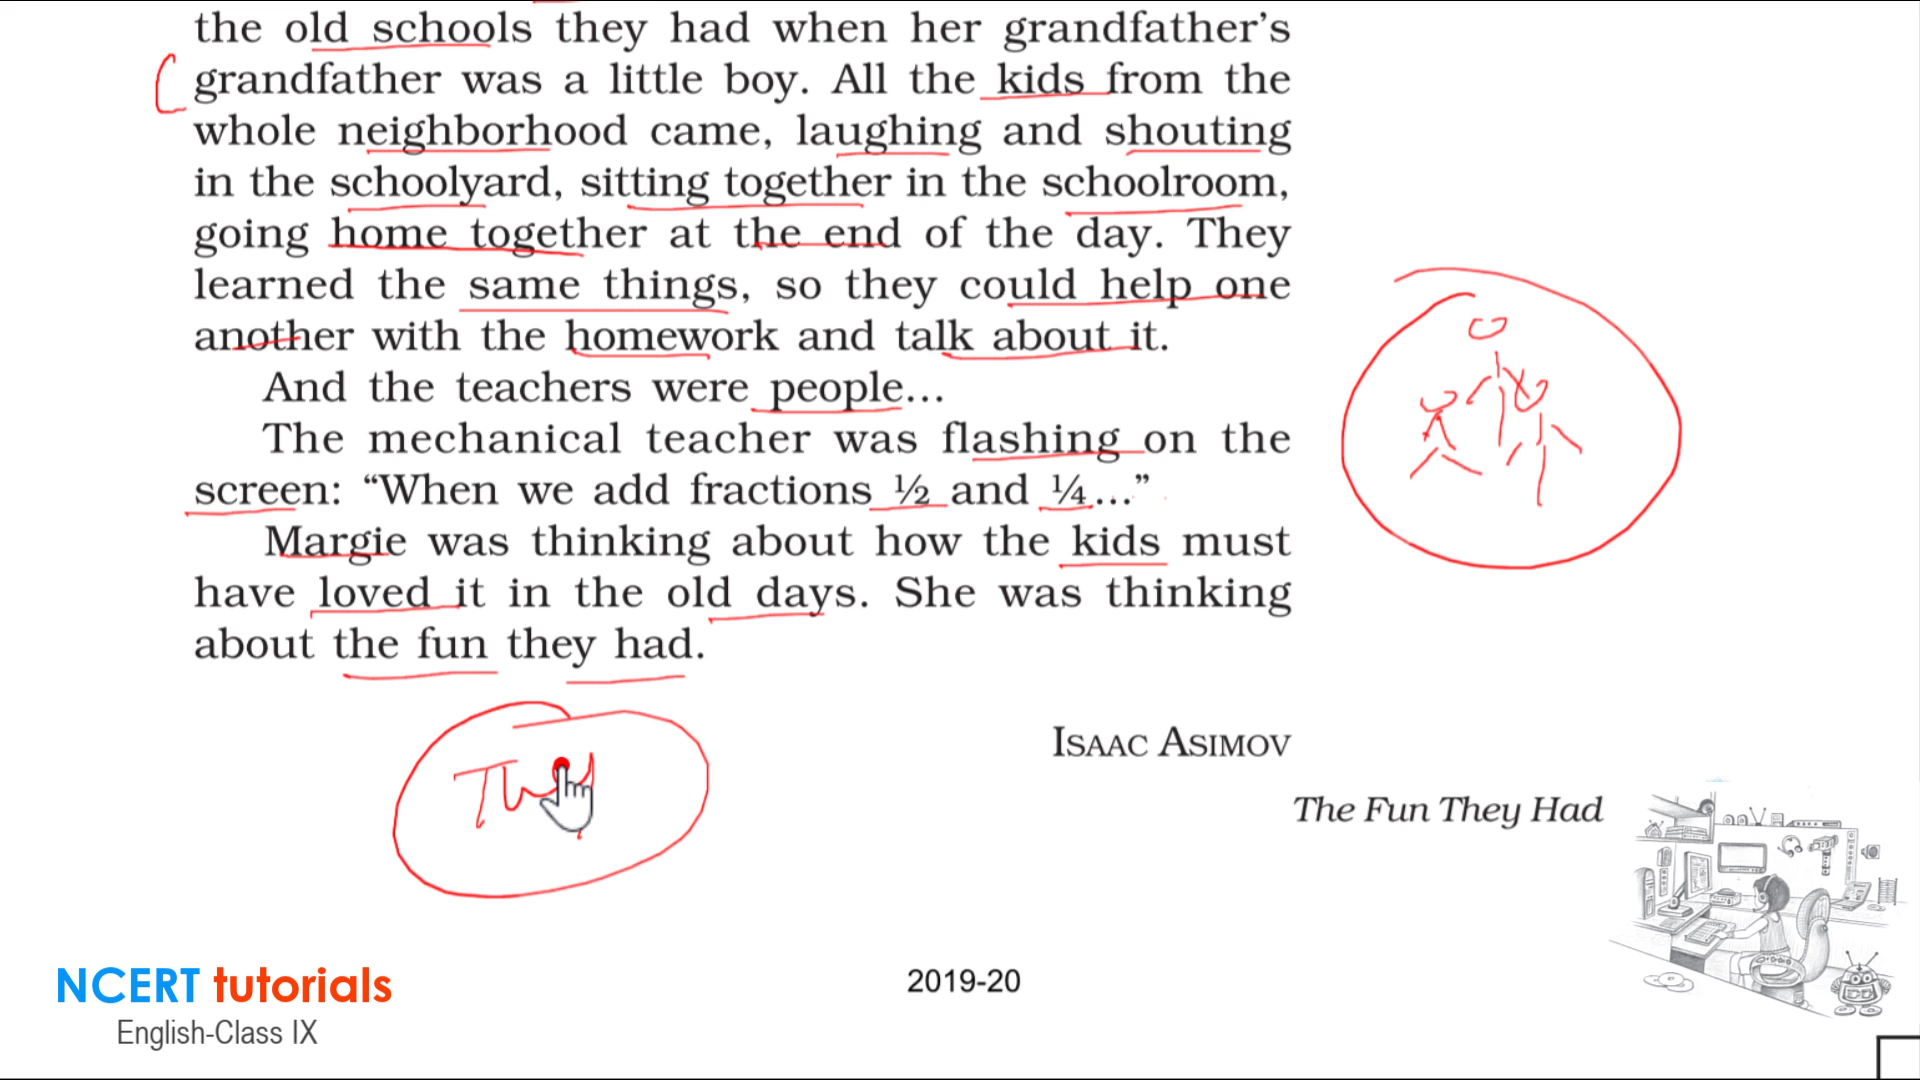 the old schools they had when her grandfather’s
grandfather was a little boy. All the kids from the
whole neighborhood came, laughing and shouting
in the schoolyard, sitting together in the schoolroom,
going home together at the end of the day. They
learned the same things, so they could help one
another with the homework and talk about it.
And the teachers were people...
The mechanical teacher was flashing on the
screen: “When we add fractions ½ and ¼...”
Margie was thinking about how the kids must
have loved it in the old days. She was thinking
about the fun they had.
ISAAC ASIMOV
The Fun They Had
NCERT tutorials
English-Class IX
2019-20